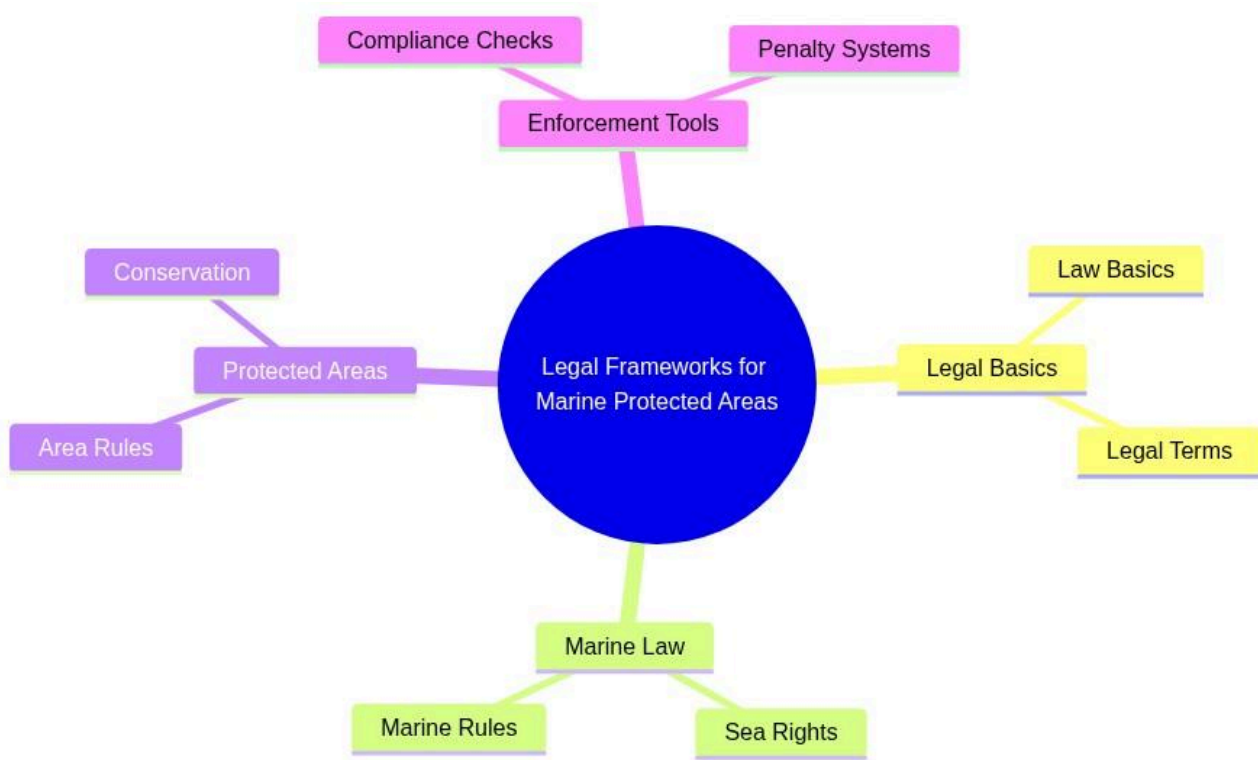 Compliance Checks
Penalty Systems
Enforcement Tools
Conservation
Law Basics
Protected Areas
Legal Frameworks for
Marine Protected Areas
Legal Basics
Area Rules
Legal Terms
Marine Law
Marine Rules
Sea Rights